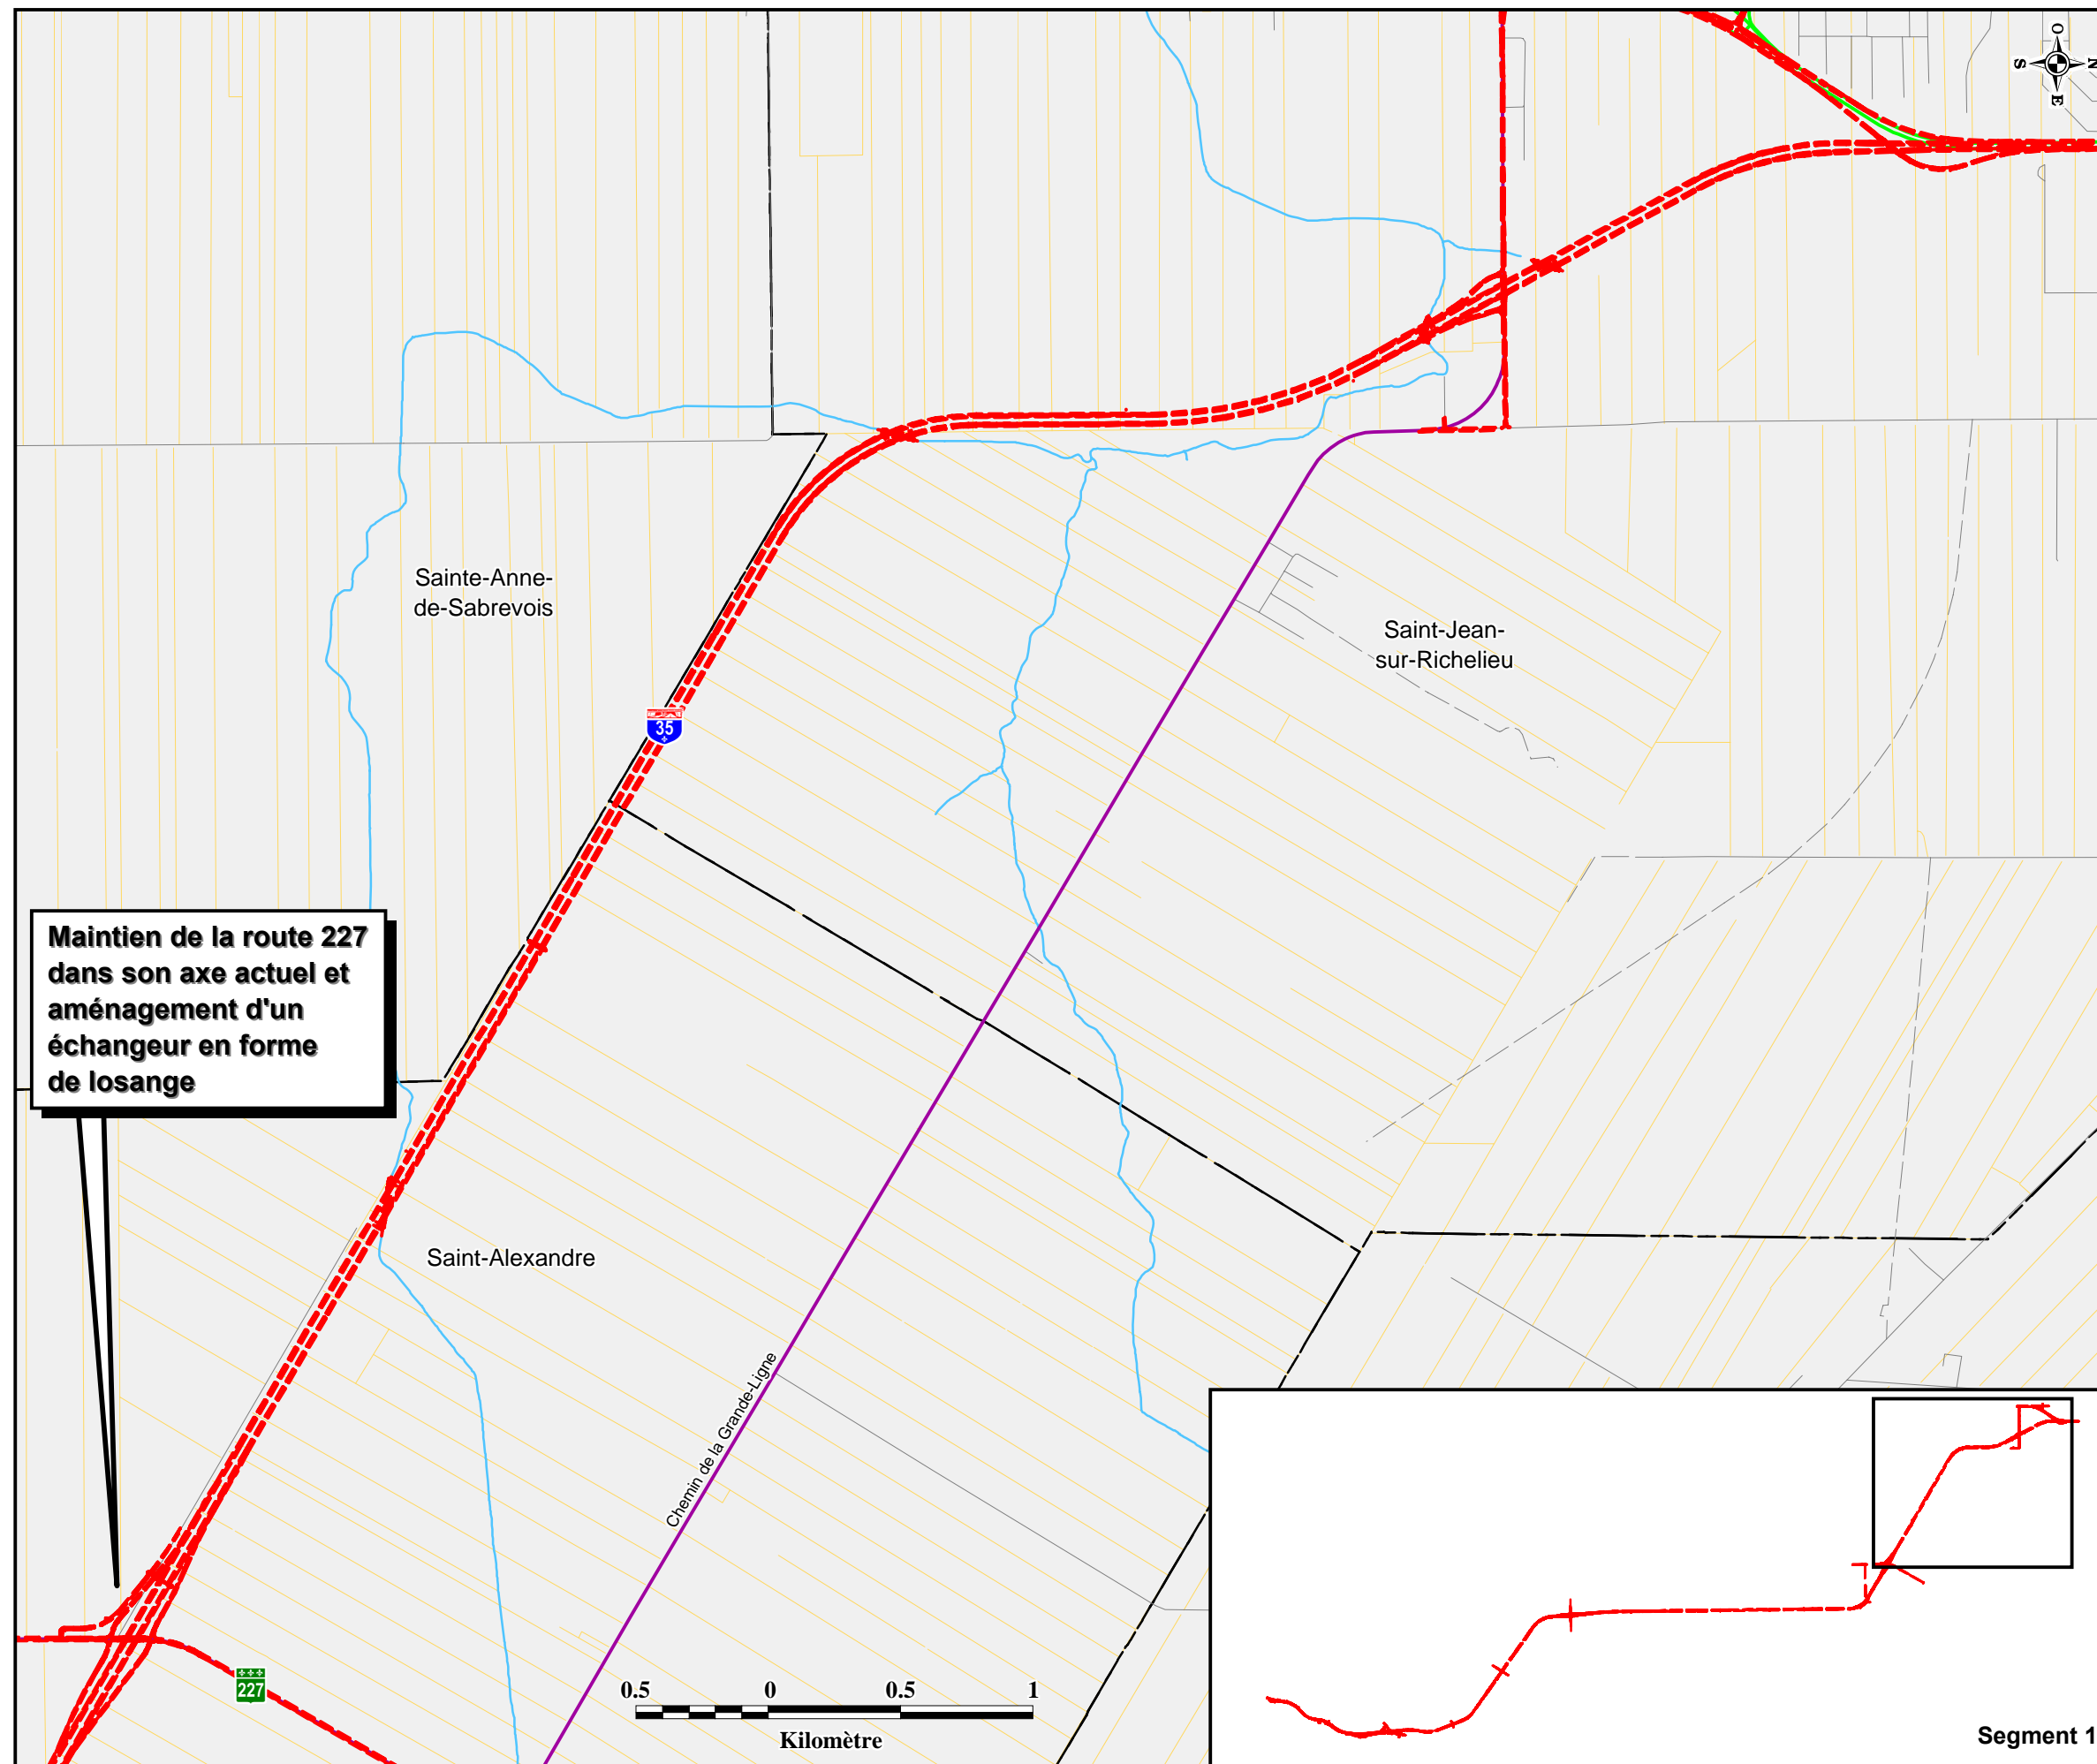 O
S
N
E
Sainte-Anne-
de-Sabrevois
Saint-Jean-
sur-Richelieu
35
Maintien de la route 227
dans son axe actuel et
aménagement d'un
échangeur en forme
de losange
Saint-Alexandre
Chemin de la Grande-Ligne
227
0.5 0 0.5 1
Kilomètre
Segment 1